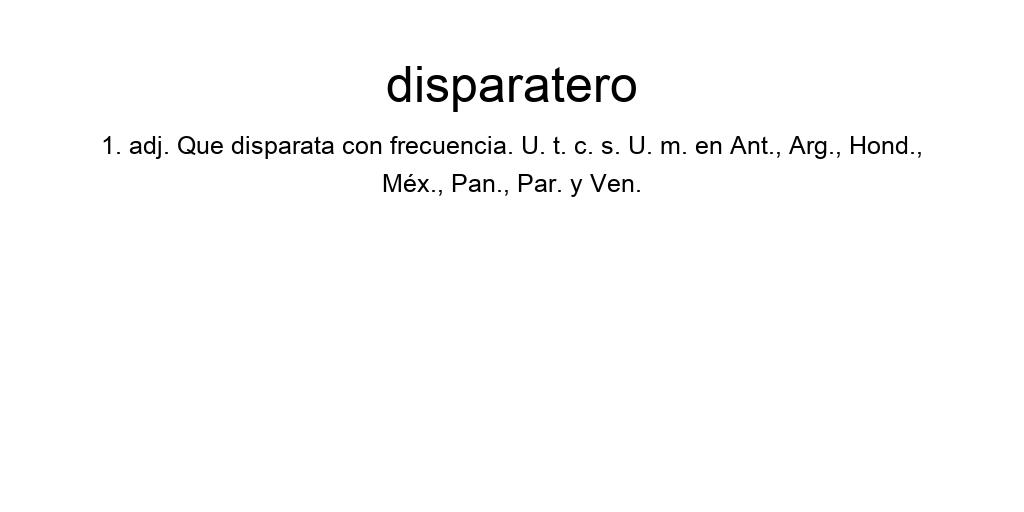 disparatero
1. adj. Que disparata con frecuencia. U. t. c. s. U. m. en Ant., Arg., Hond.,
Méx., Pan., Par. y Ven.